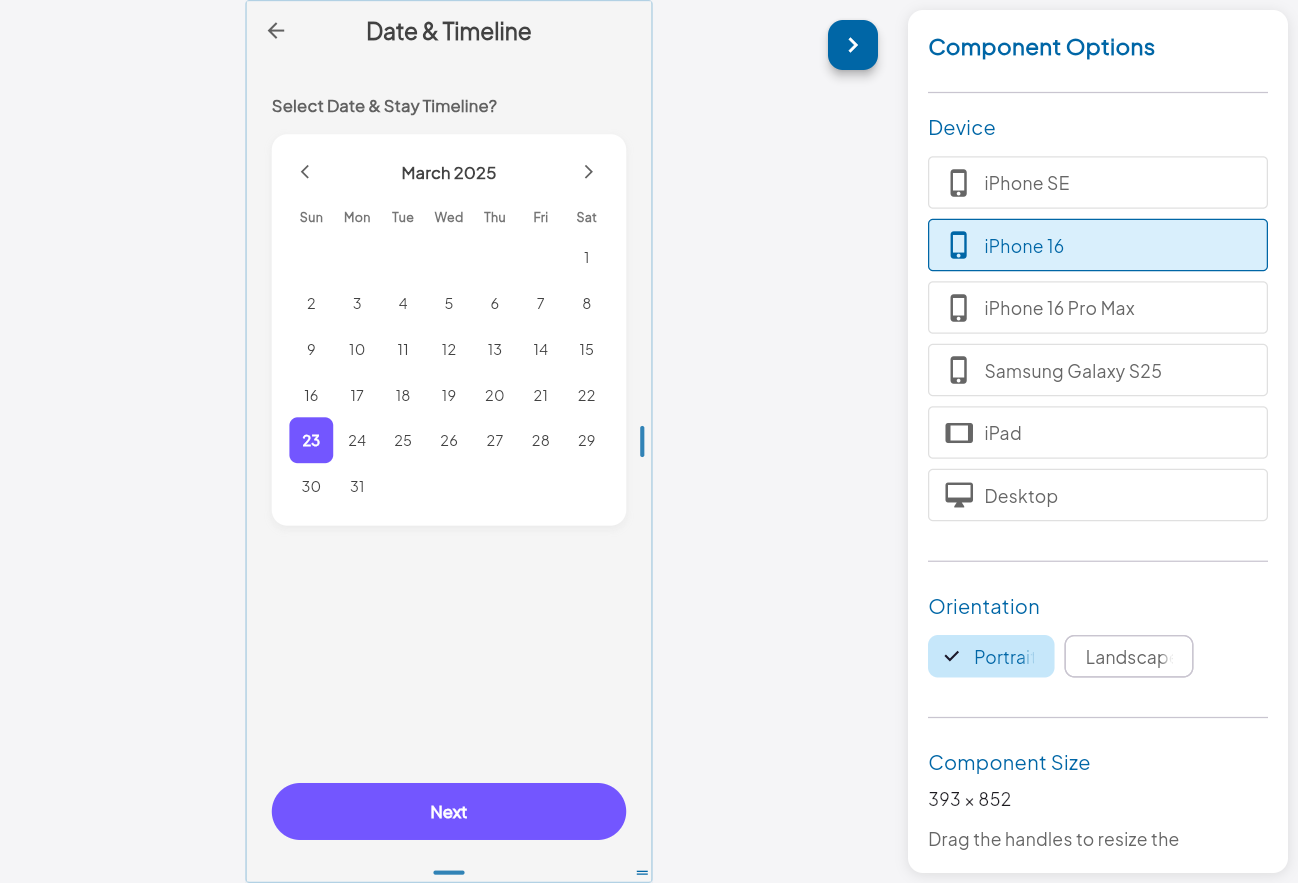 Date & Timeline
Select Date & Stay Timeline?
March 2025
Sun Mon Tue Wed Thu Fri Sat
1
2 3 4 5 6 7 8
9 10 11 12 13 14 15
16 17 18 19 20 21 22
23 24 25 26 27 28 29
30 31
Next
Component Options
Device
iPhone SE
iPhone 16
iPhone 16 Pro Max
Samsung Galaxy S25
iPad
Desktop
Orientation
Portrait Landscap
Component Size
393 × 852
Drag the handles to resize the